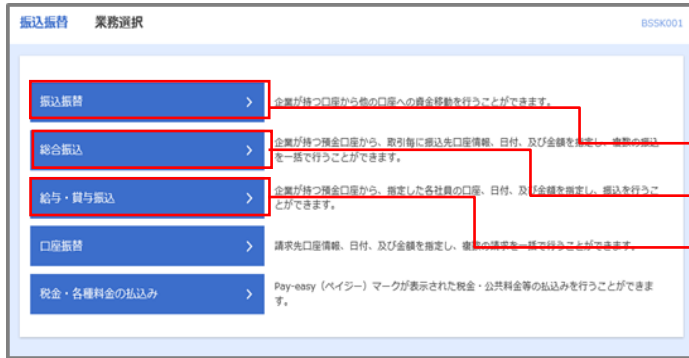 振込振替 業務選択 BSSK001
振込振替
企業が持つ口座から他の口座への資金移動を行うことができます。
総合振込
企業が持つ預金口座から、取引毎に振込先口座情報、日付、及び金額を指定し、複数の振込
を一括で行うことができます。
給与・賞与振込
企業が持つ預金口座から、指定した各社員の口座、日付、及び金額を指定し、振込を行うこ
とができます。
口座振替
請求先口座情報、日付、及び金額を指定し、複数の請求を一括で行うことができます。
税金・各種料金の払込み
Pay-easy（ペイジー）マークが表示された税金・公共料金等の払込みを行うことができま
す。